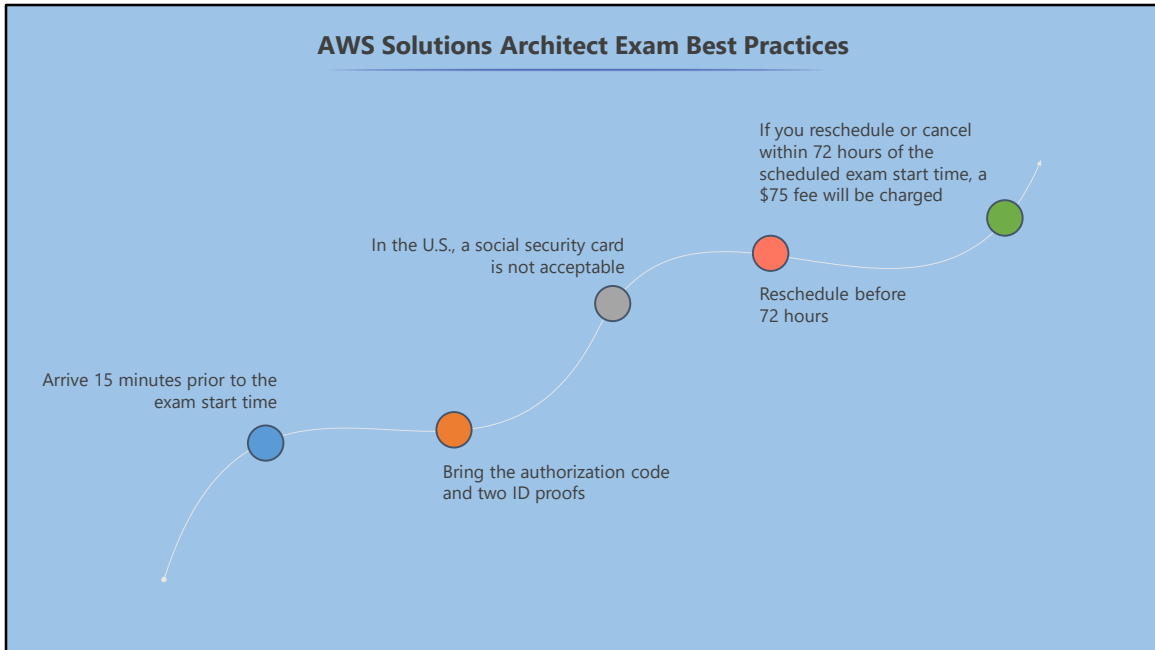 AWS Solutions Architect Exam Best Practices
Arrive 15 minutes prior to the
exam start time
Bring the authorization code
and two ID proofs
In the U.S., a social security card
is not acceptable
Reschedule before
72 hours
If you reschedule or cancel
within 72 hours of the
scheduled exam start time, a
$75 fee will be charged